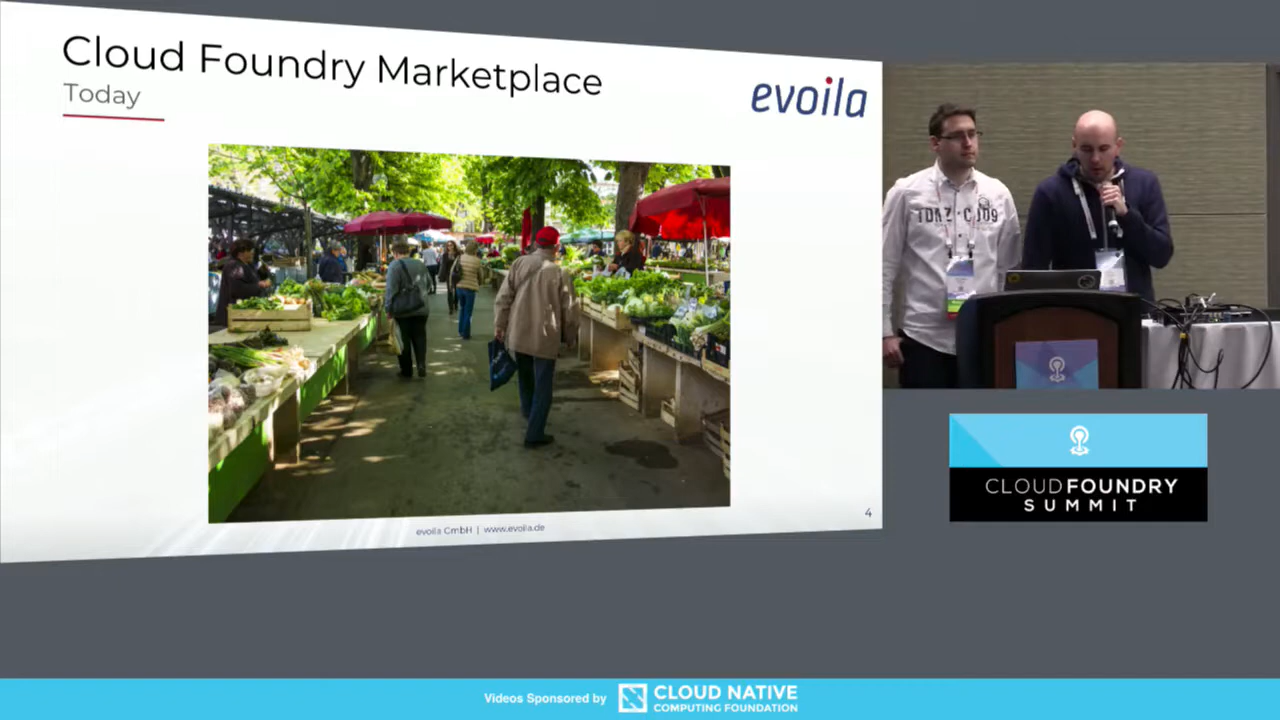 Cloud Foundry Marketplace
Today
evoila
evoila GmbH | www.evoila.de
4
CLOUD FOUNDRY
SUMMIT
Videos Sponsored by
CLOUD NATIVE
COMPUTING FOUNDATION